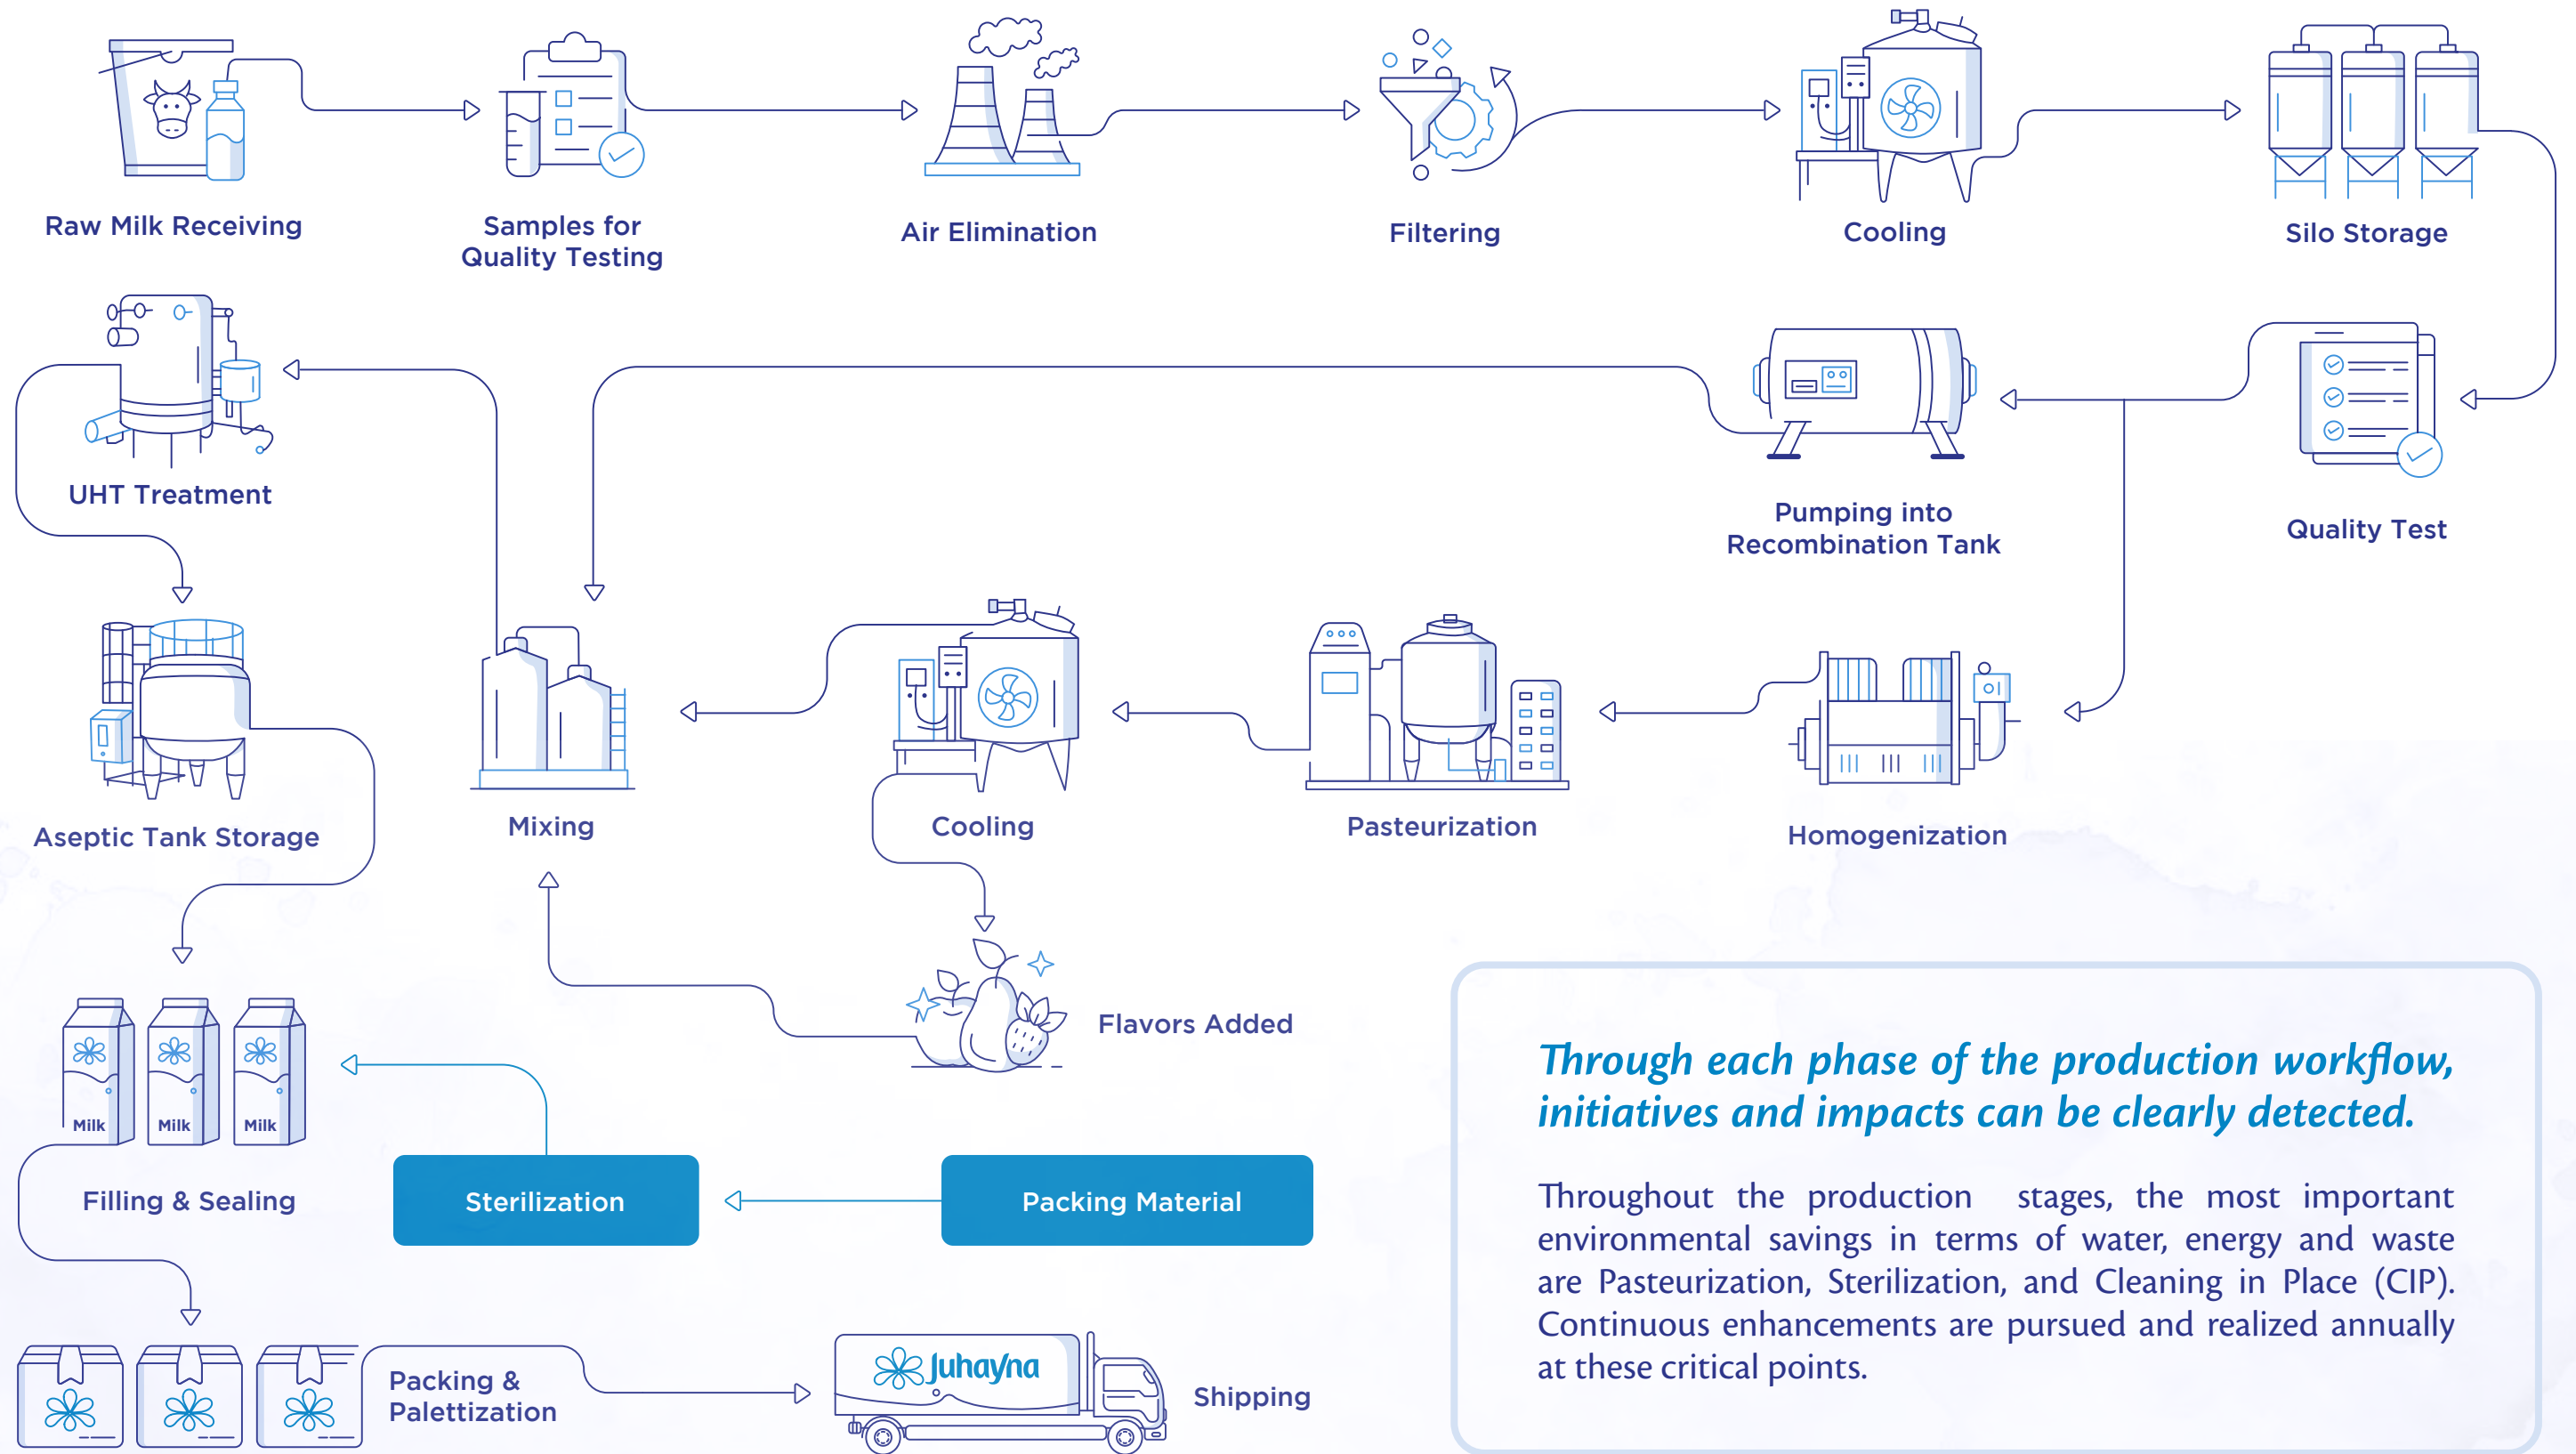 Raw Milk Receiving
Samples for
Quality Testing
Air Elimination
Filtering
Cooling
Silo Storage
UHT Treatment
Pumping into
Recombination Tank
Quality Test
Aseptic Tank Storage
Mixing
Cooling
Pasteurization
Homogenization
Flavors Added
Milk
Milk
Milk
Filling & Sealing
Sterilization
Packing Material
Packing &
Palettization
Juhayna
Shipping
Through each phase of the production workflow,
initiatives and impacts can be clearly detected.
Throughout the production stages, the most important
environmental savings in terms of water, energy and waste
are Pasteurization, Sterilization, and Cleaning in Place (CIP).
Continuous enhancements are pursued and realized annually
at these critical points.